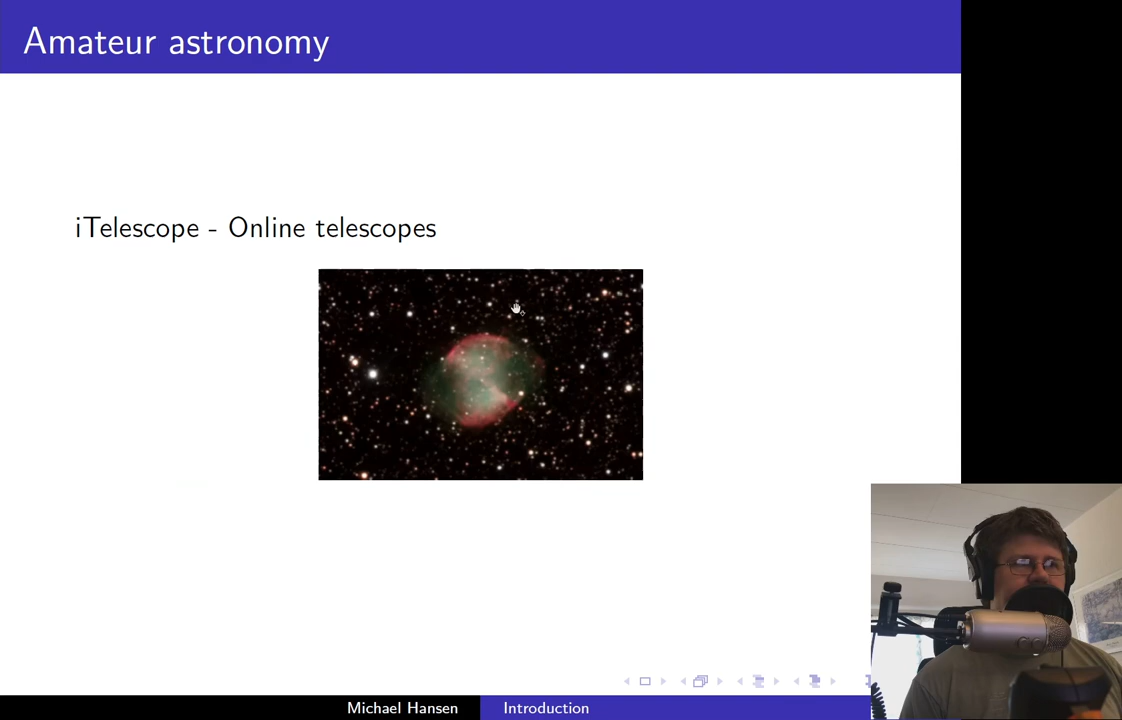 Amateur astronomy
iTelescope - Online telescopes
Michael Hansen
Introduction